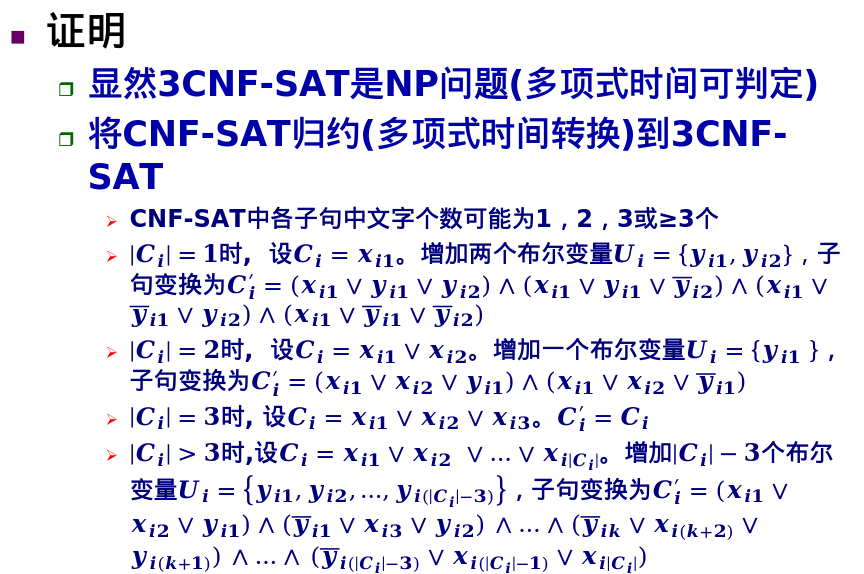 证明
显然3CNF-SAT是NP问题(多项式时间可判定)
将CNF-SAT归约(多项式时间转换)到3CNF-
SAT
CNF-SAT中各子句中文字个数可能为1，2，3或≥3个
|C_i| = 1时，设C_i = x_{i1}。增加两个布尔变量U_i = {y_{i1}, y_{i2}}，子
句变换为C_i′ = (x_{i1} ∨ y_{i1} ∨ y_{i2}) ∧ (x_{i1} ∨ y_{i1} ∨ y̅_{i2}) ∧ (x_{i1} ∨
y̅_{i1} ∨ y_{i2}) ∧ (x_{i1} ∨ y̅_{i1} ∨ y̅_{i2})
|C_i| = 2时，设C_i = x_{i1} ∨ x_{i2}。增加一个布尔变量U_i = {y_{i1} }，
子句变换为C_i′ = (x_{i1} ∨ x_{i2} ∨ y_{i1}) ∧ (x_{i1} ∨ x_{i2} ∨ y̅_{i1})
|C_i| = 3时, 设C_i = x_{i1} ∨ x_{i2} ∨ x_{i3}。C_i′ = C_i
|C_i| > 3时,设C_i = x_{i1} ∨ x_{i2} ∨ … ∨ x_{i|C_i|}。增加|C_i| − 3个布尔
变量U_i = {y_{i1}, y_{i2}, …, y_{i(|C_i|−3)}}，子句变换为C_i′ = (x_{i1} ∨
x_{i2} ∨ y_{i1}) ∧ (y̅_{i1} ∨ x_{i3} ∨ y_{i2}) ∧ … ∧ (y̅_{ik} ∨ x_{i(k+2)} ∨
y_{i(k+1)}) ∧ … ∧ (y̅_{i(|C_i|−3)} ∨ x_{i(|C_i|−1)} ∨ x_{i|C_i|})